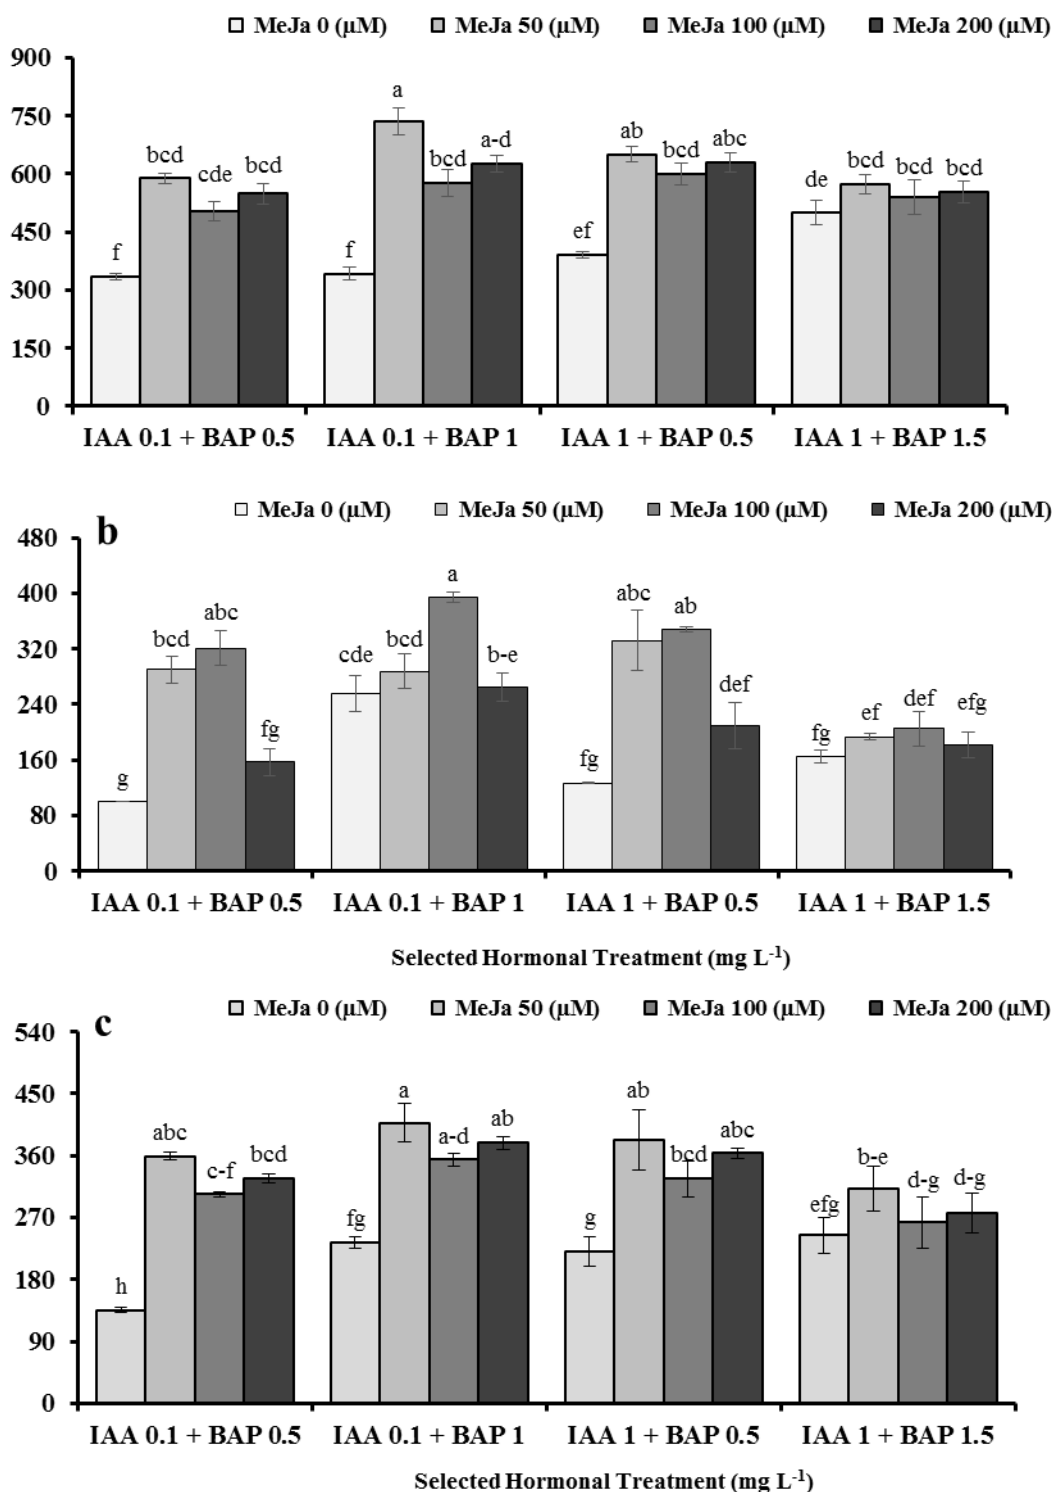 MeJa 0 (μM) MeJa 50 (μM) MeJa 100 (μM) MeJa 200 (μM)
900
750
600
450
300
150
0
f bcd cde bcd
f a bcd a-d
ef ab bcd abc
de bcd bcd bcd
IAA 0.1 + BAP 0.5 IAA 0.1 + BAP 1 IAA 1 + BAP 0.5 IAA 1 + BAP 1.5
b
MeJa 0 (μM) MeJa 50 (μM) MeJa 100 (μM) MeJa 200 (μM)
480
400
320
240
160
80
0
g bcd abc fg
cde bcd a b-e
fg abc ab def
fg ef def efg
IAA 0.1 + BAP 0.5 IAA 0.1 + BAP 1 IAA 1 + BAP 0.5 IAA 1 + BAP 1.5
Selected Hormonal Treatment (mg L⁻¹)
c
MeJa 0 (μM) MeJa 50 (μM) MeJa 100 (μM) MeJa 200 (μM)
540
450
360
270
180
90
0
h abc c-f bcd
fg a a-d ab
g ab bcd abc
efg b-e d-g d-g
IAA 0.1 + BAP 0.5 IAA 0.1 + BAP 1 IAA 1 + BAP 0.5 IAA 1 + BAP 1.5
Selected Hormonal Treatment (mg L⁻¹)